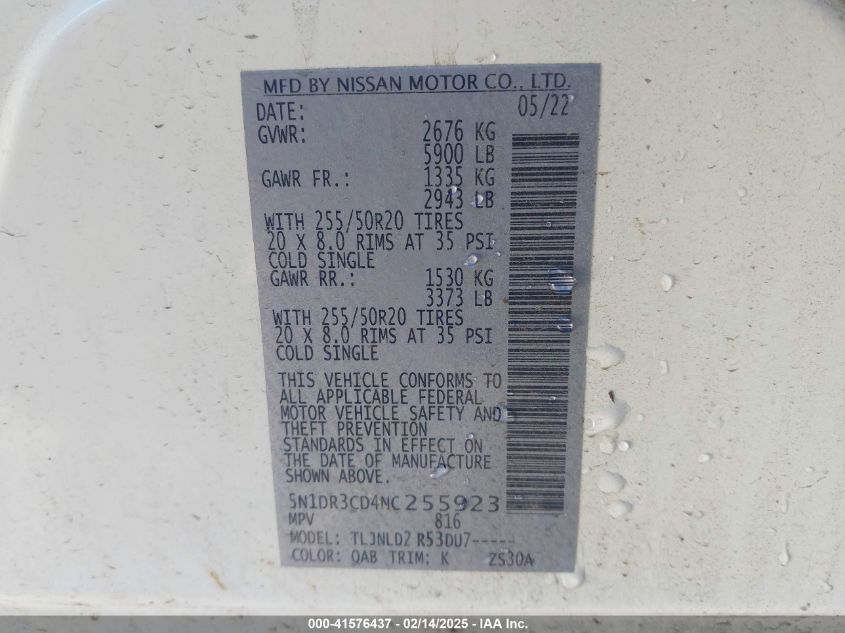 MFD BY NISSAN MOTOR CO., LTD.
DATE: 05/22
GVWR: 2676 KG
5900 LB
GAWR FR.: 1335 KG
2943 LB
WITH 255/50R20 TIRES
20 X 8.0 RIMS AT 35 PSI
COLD SINGLE
GAWR RR.: 1530 KG
3373 LB
WITH 255/50R20 TIRES
20 X 8.0 RIMS AT 35 PSI
COLD SINGLE
THIS VEHICLE CONFORMS TO
ALL APPLICABLE FEDERAL
MOTOR VEHICLE SAFETY AND
THEFT PREVENTION
STANDARDS IN EFFECT ON
THE DATE OF MANUFACTURE
SHOWN ABOVE.
5N1DR3CD4NC255923
MPV 816
MODEL: TLJNLD2 R53DU7-----
COLOR: QAB TRIM: K ZS30A
000-41576437 - 02/14/2025 - IAA Inc.